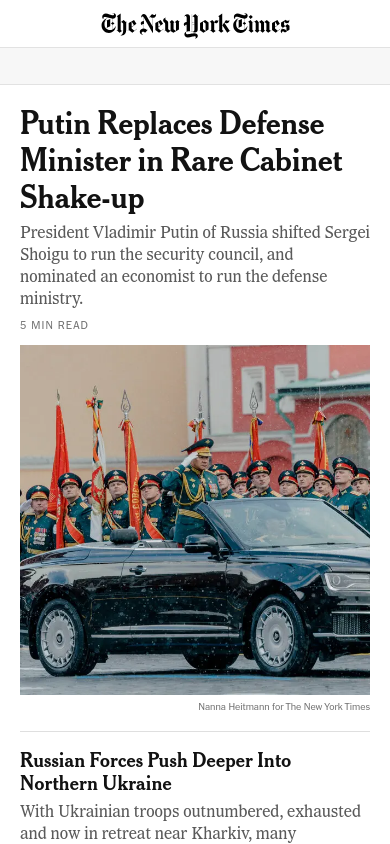 The New York Times
Putin Replaces Defense
Minister in Rare Cabinet
Shake-up
President Vladimir Putin of Russia shifted Sergei
Shoigu to run the security council, and
nominated an economist to run the defense
ministry.
5 MIN READ
Nanna Heitmann for The New York Times
Russian Forces Push Deeper Into
Northern Ukraine
With Ukrainian troops outnumbered, exhausted
and now in retreat near Kharkiv, many